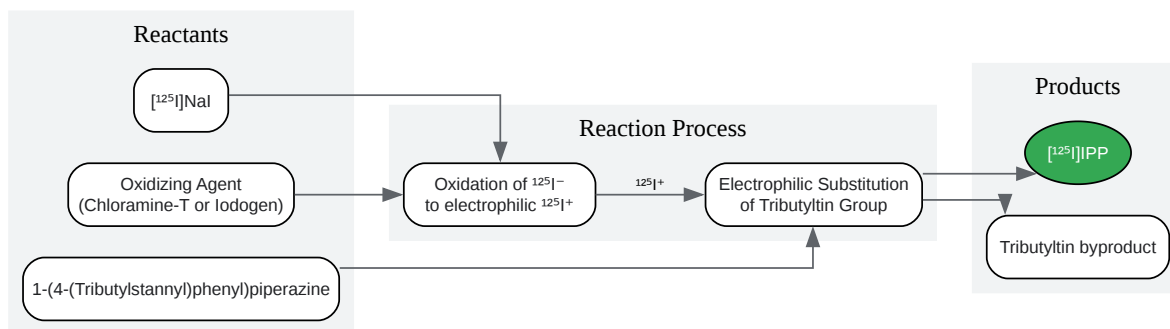 Reactants
[¹²⁵I]NaI
Oxidizing Agent
(Chloramine-T or Iodogen)
1-(4-(Tributylstannyl)phenyl)piperazine
Reaction Process
Oxidation of ¹²⁵I⁻
to electrophilic ¹²⁵I⁺
¹²⁵I⁺
Electrophilic Substitution
of Tributyltin Group
Products
[¹²⁵I]IPP
Tributyltin byproduct